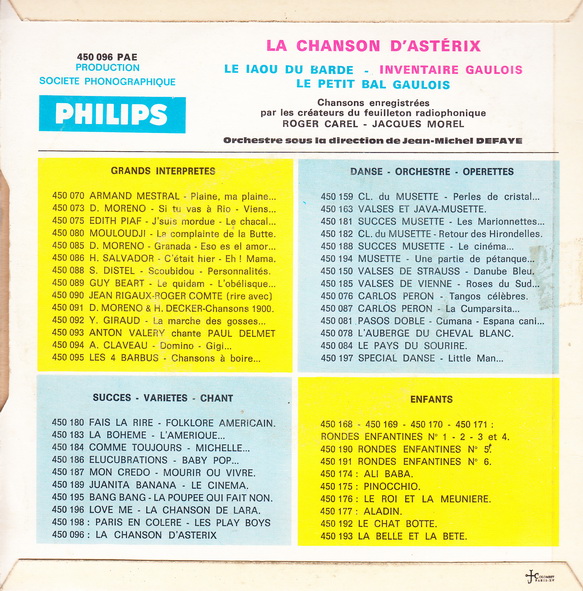 450 096 PAE
PRODUCTION
SOCIETE PHONOGRAPHIQUE
PHILIPS
LA CHANSON D'ASTÉRIX
LE IAOU DU BARDE - INVENTAIRE GAULOIS
LE PETIT BAL GAULOIS
Chansons enregistrées
par les créateurs du feuilleton radiophonique
ROGER CAREL - JACQUES MOREL
Orchestre sous la direction de Jean-Michel DEFAYE
GRANDS INTERPRETES
450 070 ARMAND MESTRAL - Plaine, ma plaine...
450 073 D. MORENO - Si tu vas à Rio - Viens...
450 075 EDITH PIAF - J'suis mordue - Le chacal...
450 080 MOULOUDJI - La complainte de la Butte.
450 085 D. MORENO - Granada - Eso es el amor...
450 086 H. SALVADOR - C'était hier - Eh ! Mama.
450 088 S. DISTEL - Scoubidou - Personnalités.
450 089 GUY BEART - Le quidam - L'obélisque...
450 090 JEAN RIGAUX-ROGER COMTE (rire avec)
450 091 D. MORENO & H. DECKER-Chansons 1900.
450 092 Y. GIRAUD - La marche des gosses...
450 093 ANTON VALERY chante PAUL DELMET
450 094 A. CLAVEAU - Domino - Gigi...
450 095 LES 4 BARBUS - Chansons à boire...
DANSE - ORCHESTRE - OPERETTES
450 159 CL. du MUSETTE - Perles de cristal...
450 163 VALSES ET JAVA-MUSETTE.
450 181 SUCCES MUSETTE - Les Marionnettes...
450 182 CL. du MUSETTE - Retour des Hirondelles.
450 188 SUCCES MUSETTE - Le cinéma...
450 194 MUSETTE - Une partie de pétanque...
450 150 VALSES DE STRAUSS - Danube Bleu.
450 185 VALSES DE VIENNE - Roses du Sud...
450 076 CARLOS PERON - Tangos célèbres.
450 087 CARLOS PERON - La Cumparsita...
450 081 PASOS DOBLE - Cumana - Espana cani...
450 078 L'AUBERGE DU CHEVAL BLANC.
450 084 LE PAYS DU SOURIRE.
450 197 SPECIAL DANSE - Little Man...
SUCCES - VARIETES - CHANT
450 180 FAIS LA RIRE - FOLKLORE AMERICAIN.
450 183 LA BOHEME - L'AMERIQUE...
450 184 COMME TOUJOURS - MICHELLE...
450 186 ELUCUBRATIONS - BABY POP...
450 187 MON CREDO - MOURIR OU VIVRE.
450 189 JUANITA BANANA - LE CINEMA.
450 195 BANG BANG - LA POUPEE QUI FAIT NON.
450 196 LOVE ME - LA CHANSON DE LARA.
450 198 : PARIS EN COLERE - LES PLAY BOYS
450 096 : LA CHANSON D'ASTERIX
ENFANTS
450 168 - 450 169 - 450 170 - 450 171 :
RONDES ENFANTINES N° 1 - 2 - 3 et 4.
450 190 RONDES ENFANTINES N° 5.
450 191 RONDES ENFANTINES N° 6.
450 174 : ALI BABA.
450 175 : PINOCCHIO.
450 176 : LE ROI ET LA MEUNIERE.
450 177 : ALADIN.
450 192 LE CHAT BOTTE.
450 193 LA BELLE ET LA BETE.